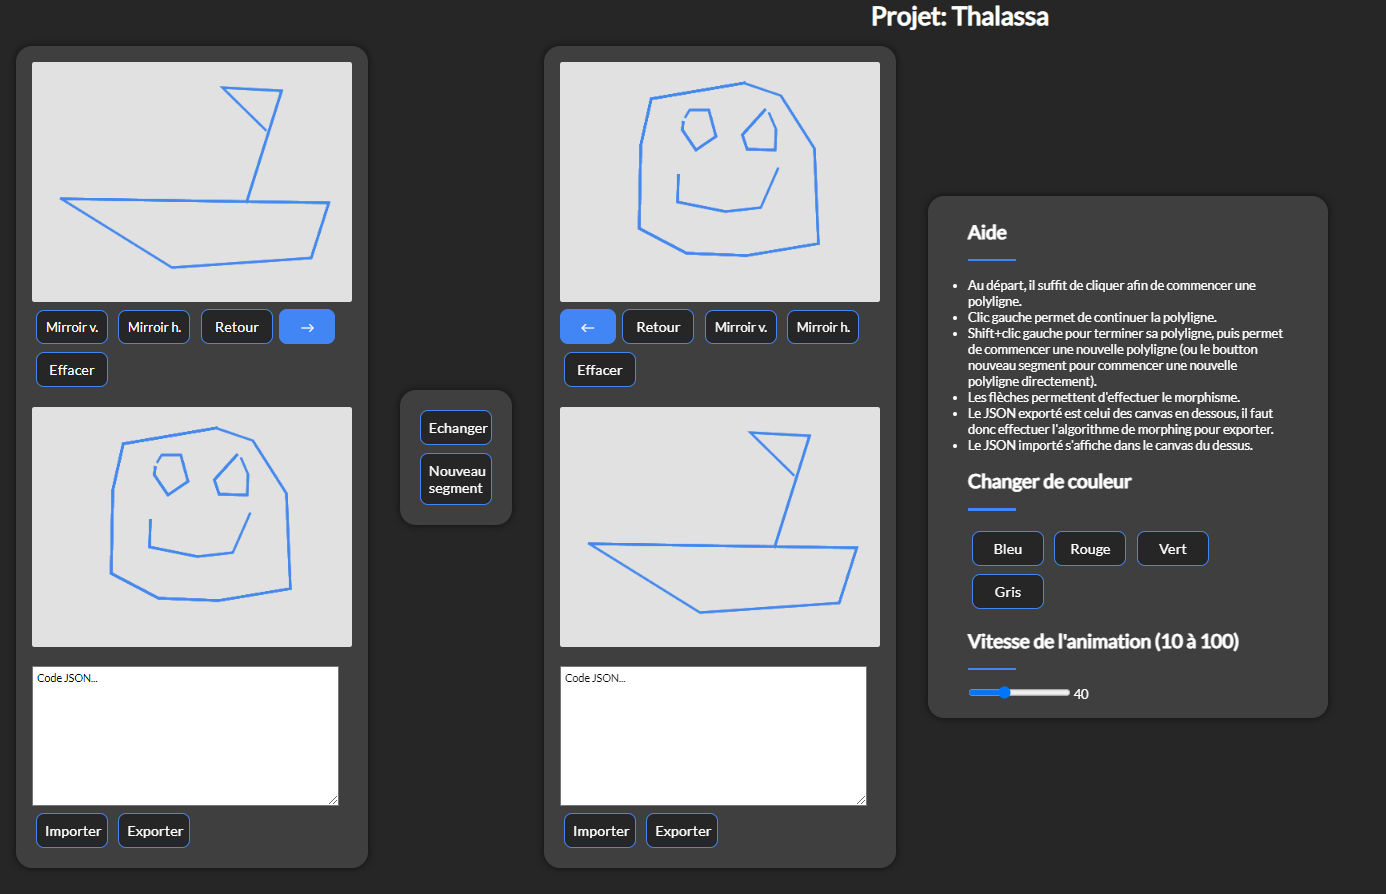 Projet: Thalassa
Mirroir v.
Mirroir h.
Retour
→
Effacer
Code JSON...
Importer
Exporter
Echanger
Nouveau
segment
←
Retour
Mirroir v.
Mirroir h.
Effacer
Code JSON...
Importer
Exporter
Aide
Au départ, il suffit de cliquer afin de commencer une
polyligne.
Clic gauche permet de continuer la polyligne.
Shift+clic gauche pour terminer sa polyligne, puis permet
de commencer une nouvelle polyligne (ou le boutton
nouveau segment pour commencer une nouvelle
polyligne directement).
Les flèches permettent d'effectuer le morphisme.
Le JSON exporté est celui des canvas en dessous, il faut
donc effectuer l'algorithme de morphing pour exporter.
Le JSON importé s'affiche dans le canvas du dessus.
Changer de couleur
Bleu
Rouge
Vert
Gris
Vitesse de l'animation (10 à 100)
40